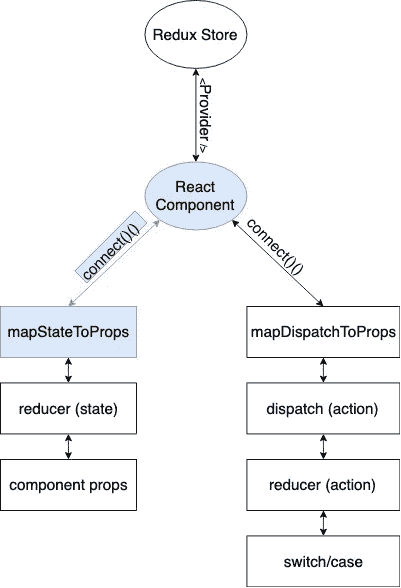 Redux Store
<Provider />
React
Component
connect()()
connect()()
mapStateToProps
mapDispatchToProps
reducer (state)
dispatch (action)
component props
reducer (action)
switch/case